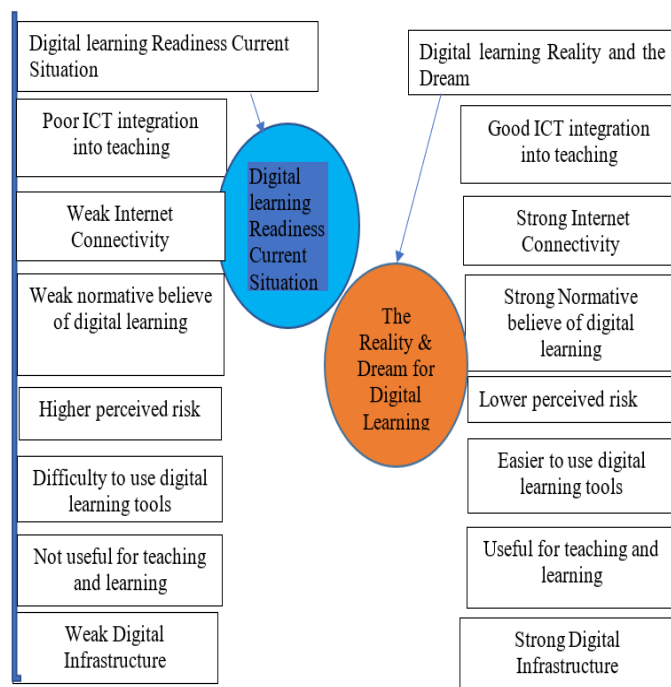 Digital learning Readiness Current
Situation
Poor ICT integration
into teaching
Weak Internet
Connectivity
Weak normative believe
of digital learning
Higher perceived risk
Difficulty to use digital
learning tools
Not useful for teaching
and learning
Weak Digital
Infrastructure
Digital
learning
Readiness
Current
Situation
The
Reality &
Dream for
Digital
Learning
Digital learning Reality and the
Dream
Good ICT integration
into teaching
Strong Internet
Connectivity
Strong Normative
believe of digital
learning
Lower perceived risk
Easier to use digital
learning tools
Useful for teaching and
learning
Strong Digital
Infrastructure